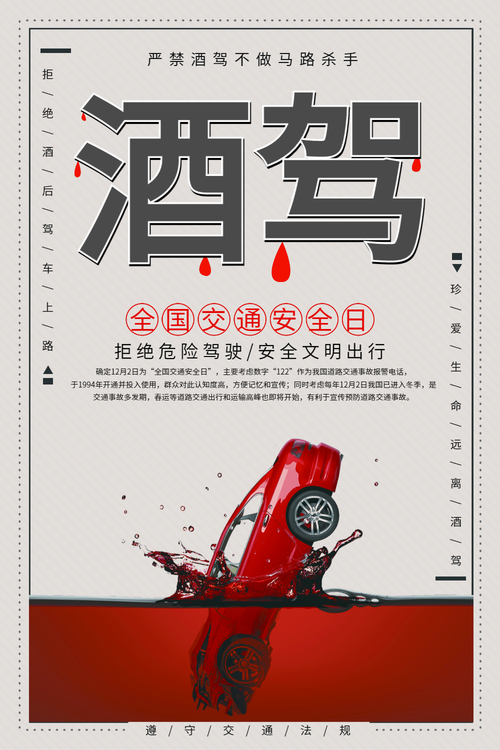 严禁酒驾不做马路杀手
拒/绝/酒/后/驾/车/上/路
酒驾
珍/爱/生/命/远/离/酒/驾
全国交通安全日
拒绝危险驾驶/安全文明出行
确定12月2日为“全国交通安全日”，主要考虑数字“122”作为我国道路交通事故报警电话，
于1994年开通并投入使用，群众对此认知度高，方便记忆和宣传；同时考虑每年12月2日我国已进入冬季，是
交通事故多发期，春运等道路交通出行和运输高峰也即将开始，有利于宣传预防道路交通事故。
遵/守/交/通/法/规